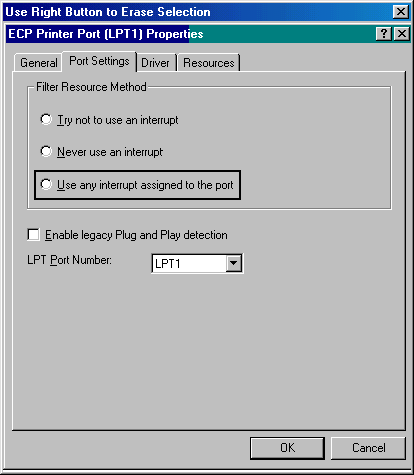 Use Right Button to Erase Selection
ECP Printer Port (LPT1) Properties
General Port Settings Driver Resources
Filter Resource Method
Try not to use an interrupt
Never use an interrupt
Use any interrupt assigned to the port
Enable legacy Plug and Play detection
LPT Port Number: LPT1
OK Cancel